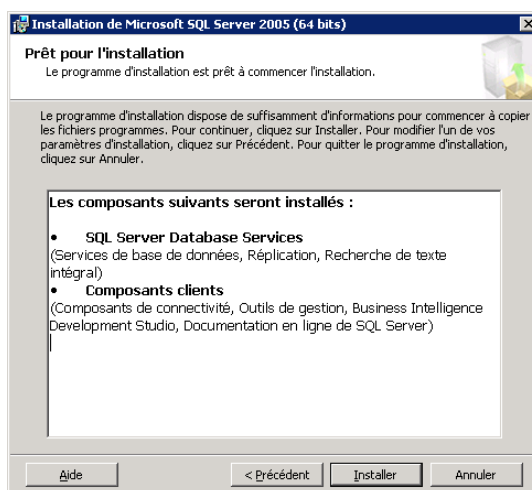 Installation de Microsoft SQL Server 2005 (64 bits)
Prêt pour l'installation
Le programme d'installation est prêt à commencer l'installation.
Le programme d'installation dispose de suffisamment d'informations pour commencer à copier
les fichiers programmes. Pour continuer, cliquez sur Installer. Pour modifier l'un de vos
paramètres d'installation, cliquez sur Précédent. Pour quitter le programme d'installation,
cliquez sur Annuler.
Les composants suivants seront installés :
• SQL Server Database Services
(Services de base de données, Réplication, Recherche de texte
intégral)
• Composants clients
(Composants de connectivité, Outils de gestion, Business Intelligence
Development Studio, Documentation en ligne de SQL Server)
Aide
< Précédent
Installer
Annuler